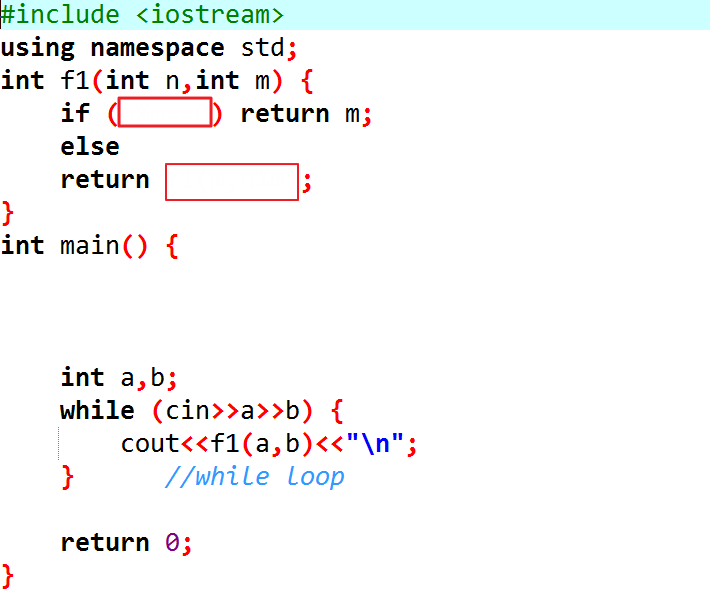 #include <iostream>
using namespace std;
int f1(int n,int m) {
if ( ) return m;
else
return ;
}
int main() {
int a,b;
while (cin>>a>>b) {
cout<<f1(a,b)<<"\n";
} //while loop
return 0;
}